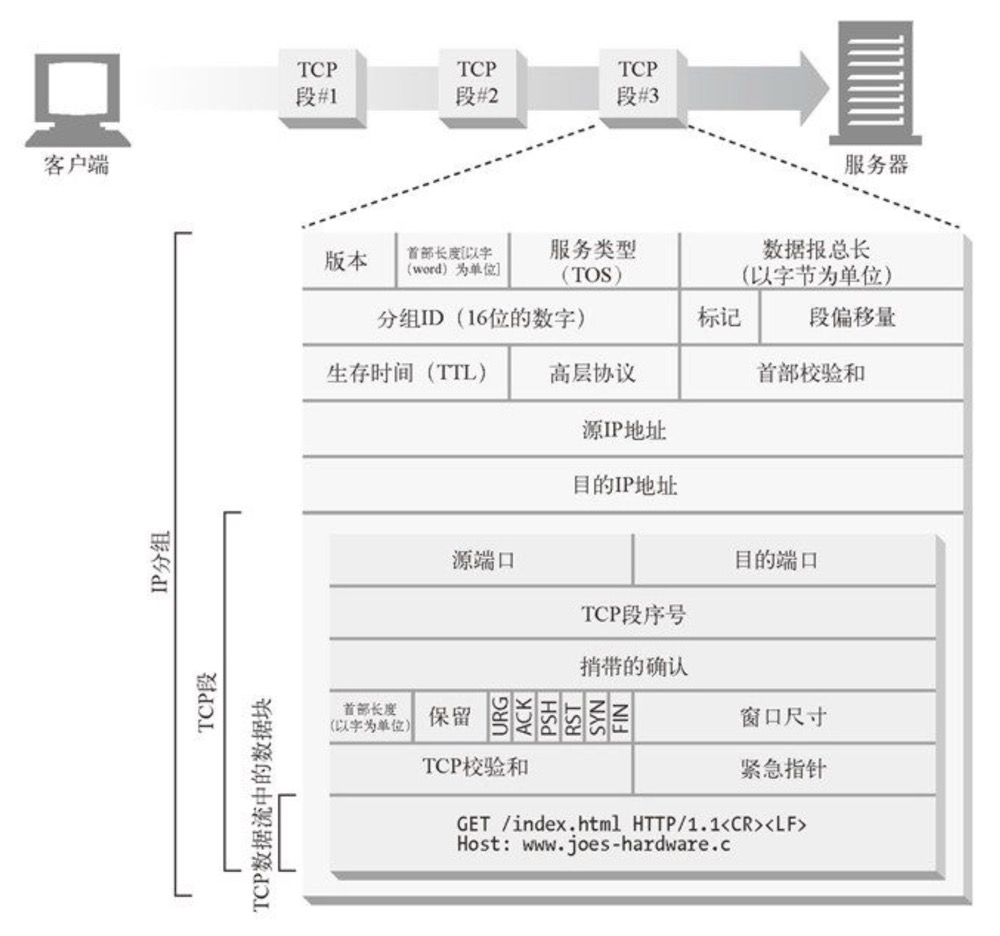 TCP
段#1
TCP
段#2
TCP
段#3
客户端
服务器
版本
首部长度[以字
(word) 为单位]
服务类型
(TOS)
数据报总长
(以字节为单位)
分组ID (16位的数字)
标记
段偏移量
生存时间 (TTL)
高层协议
首部校验和
源IP地址
目的IP地址
源端口
目的端口
TCP段序号
捎带的确认
首部长度
(以字为单位)
保留
URG
ACK
PSH
RST
SYN
FIN
窗口尺寸
TCP校验和
紧急指针
GET /index.html HTTP/1.1<CR><LF>
Host: www.joes-hardware.c
IP分组
TCP段
TCP数据流中的数据块